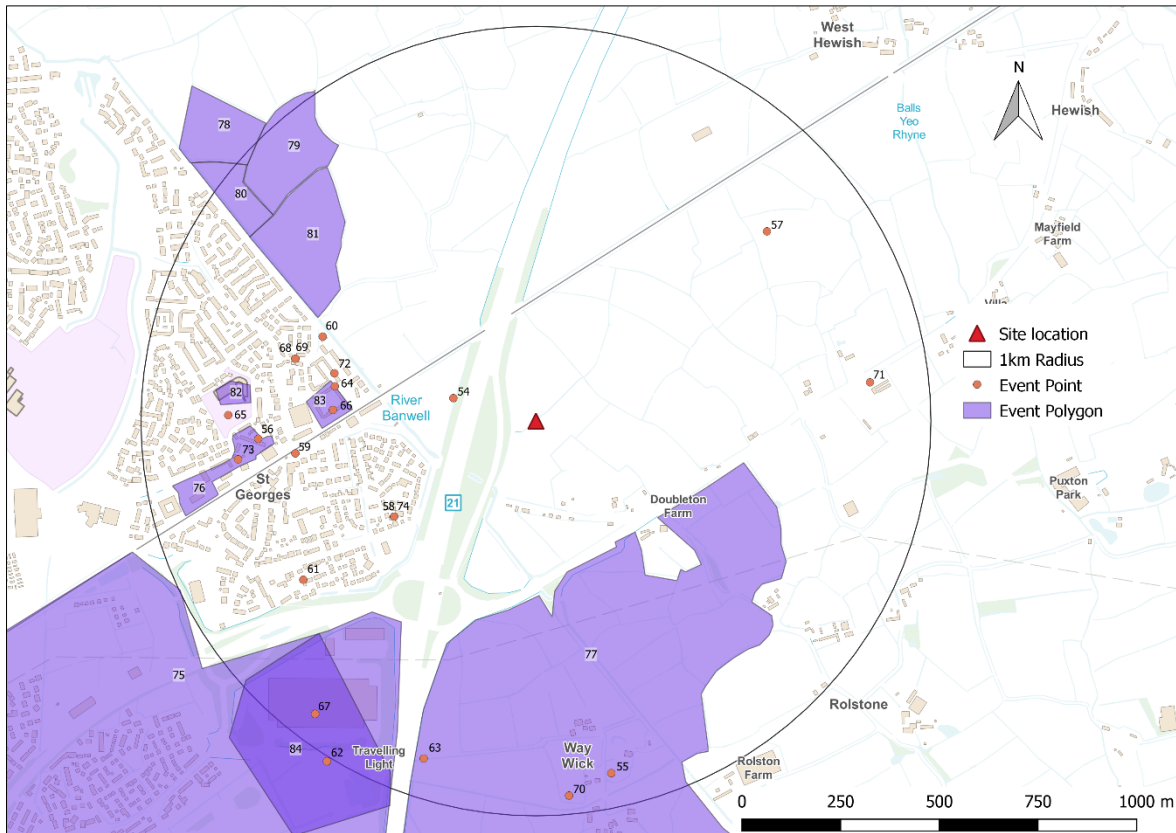 West
Hewish
N
Balls
Yeo
Rhyne
Hewish
78
79
80
81
57
Mayfield
Farm
60
68 69
72
64
82
83
66
65
River
Banwell
54
56
73
59
St
Georges
76
71
Site location
1km Radius
Event Point
Event Polygon
21
58 74
Doubleton
Farm
Puxton
Park
61
75
77
67
84
62
Travelling
Light
63
Way
Wick
55
70
Rolstone
Rolston
Farm
0 250 500 750 1000 m